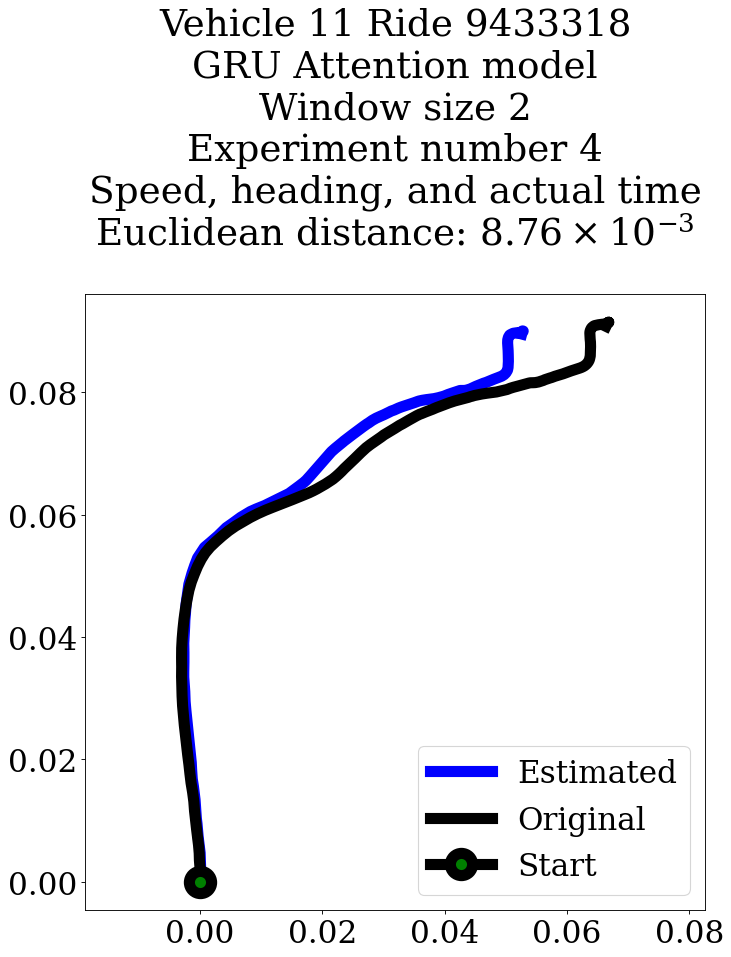 Vehicle 11 Ride 9433318
GRU Attention model
Window size 2
Experiment number 4
Speed, heading, and actual time
Euclidean distance: 8.76 × 10⁻³
0.08
0.06
0.04
0.02
0.00
Estimated
Original
Start
0.00 0.02 0.04 0.06 0.08